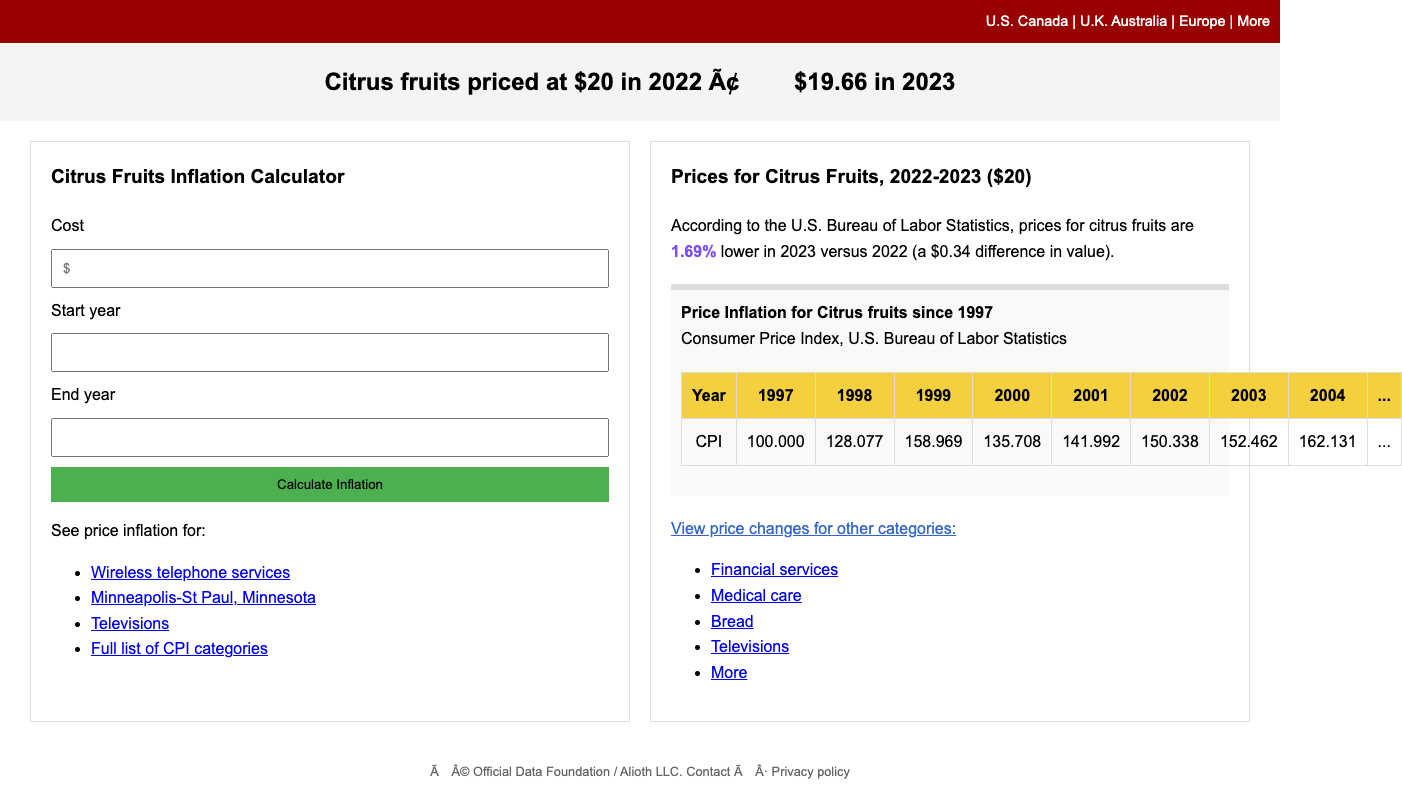 U.S. Canada | U.K. Australia | Europe | More
Citrus fruits priced at $20 in 2022 Ã¢ $19.66 in 2023
Citrus Fruits Inflation Calculator
Cost
$
Start year
End year
Calculate Inflation
See price inflation for:
• Wireless telephone services
• Minneapolis-St Paul, Minnesota
• Televisions
• Full list of CPI categories
Prices for Citrus Fruits, 2022-2023 ($20)
According to the U.S. Bureau of Labor Statistics, prices for citrus fruits are
1.69% lower in 2023 versus 2022 (a $0.34 difference in value).
Price Inflation for Citrus fruits since 1997
Consumer Price Index, U.S. Bureau of Labor Statistics
Year 1997 1998 1999 2000 2001 2002 2003 2004 ...
CPI 100.000 128.077 158.969 135.708 141.992 150.338 152.462 162.131 ...
View price changes for other categories:
• Financial services
• Medical care
• Bread
• Televisions
• More
Ã Â© Official Data Foundation / Alioth LLC. Contact Ã Â· Privacy policy